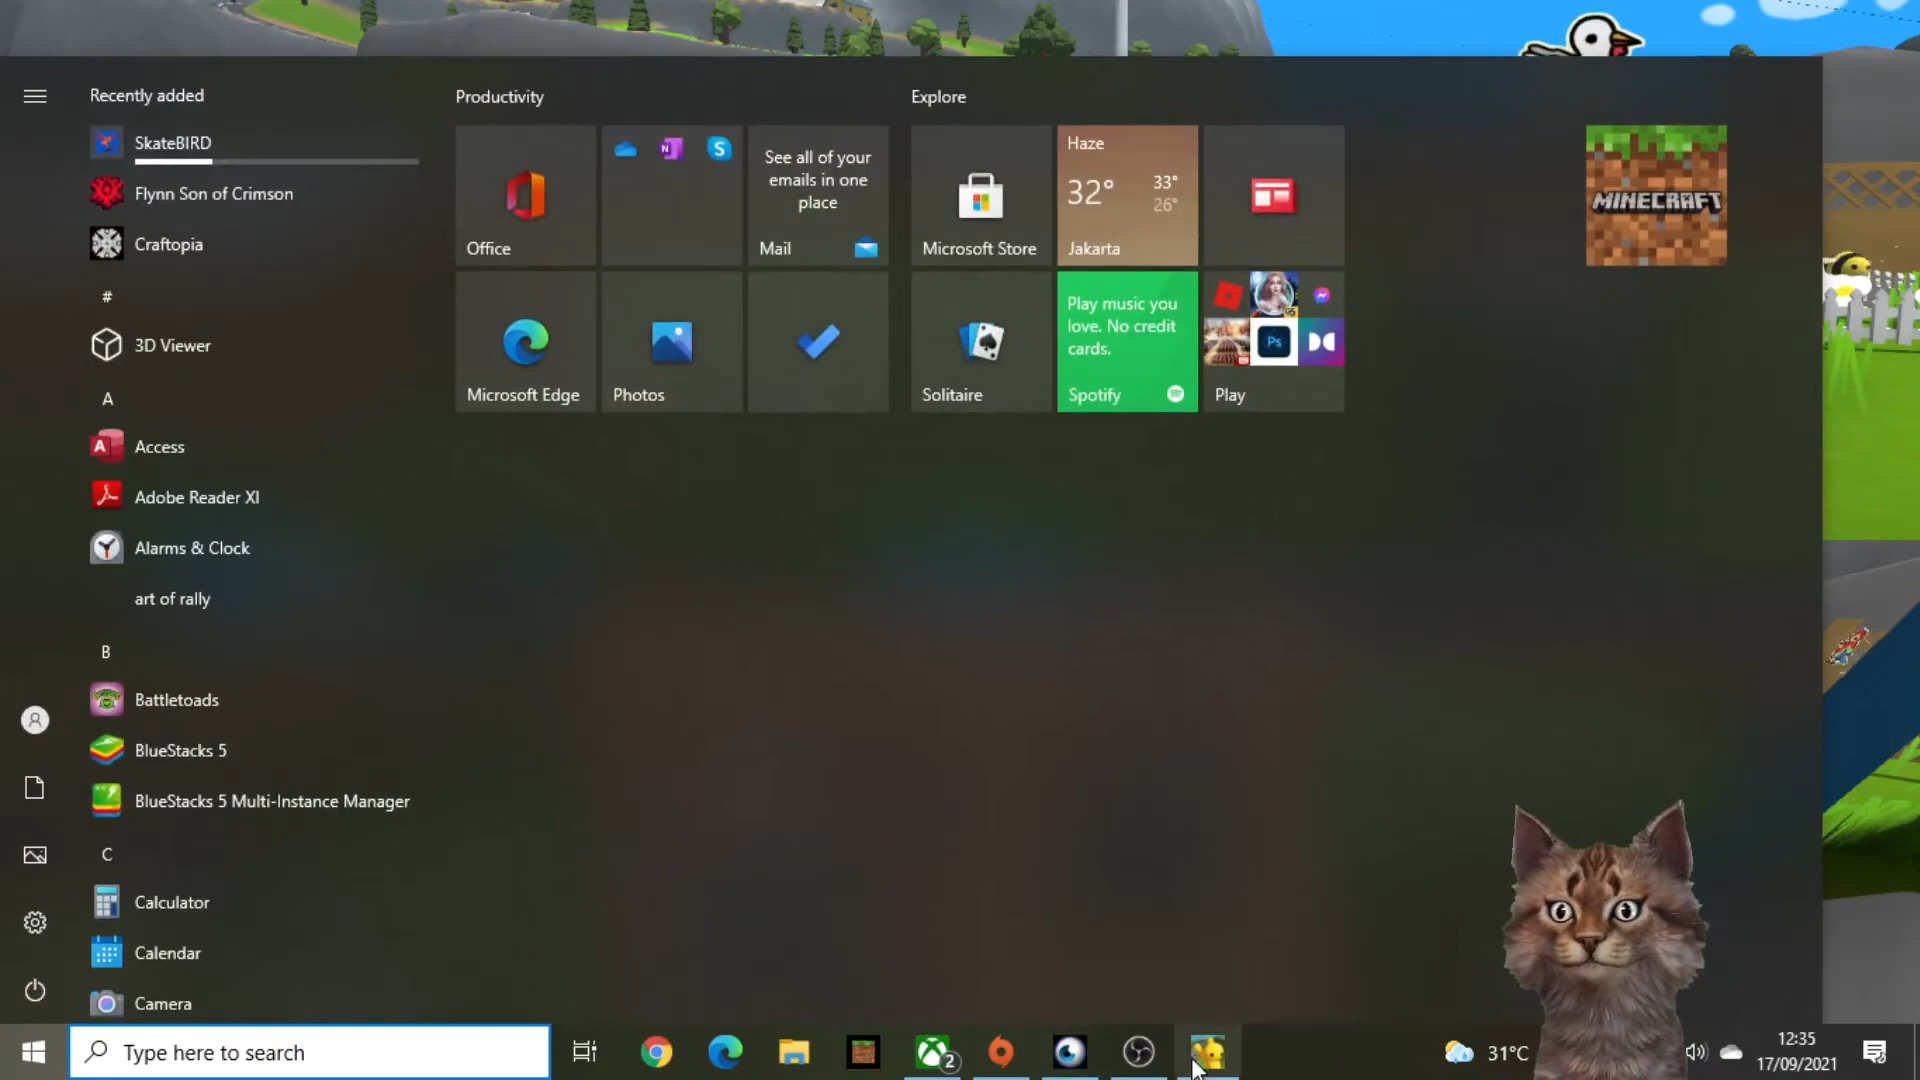 Recently added
SkateBIRD
Flynn Son of Crimson
Craftopia
#
3D Viewer
A
Access
Adobe Reader XI
Alarms & Clock
art of rally
B
Battletoads
BlueStacks 5
BlueStacks 5 Multi-Instance Manager
C
Calculator
Calendar
Camera
Productivity
Office
See all of your
emails in one
place
Mail
Microsoft Edge
Photos
Explore
Microsoft Store
Haze
32°
33°
26°
Jakarta
Solitaire
Play music you
love. No credit
cards.
Spotify
Ps
Play
MINECRAFT
Type here to search
2
31°C
12:35
17/09/2021